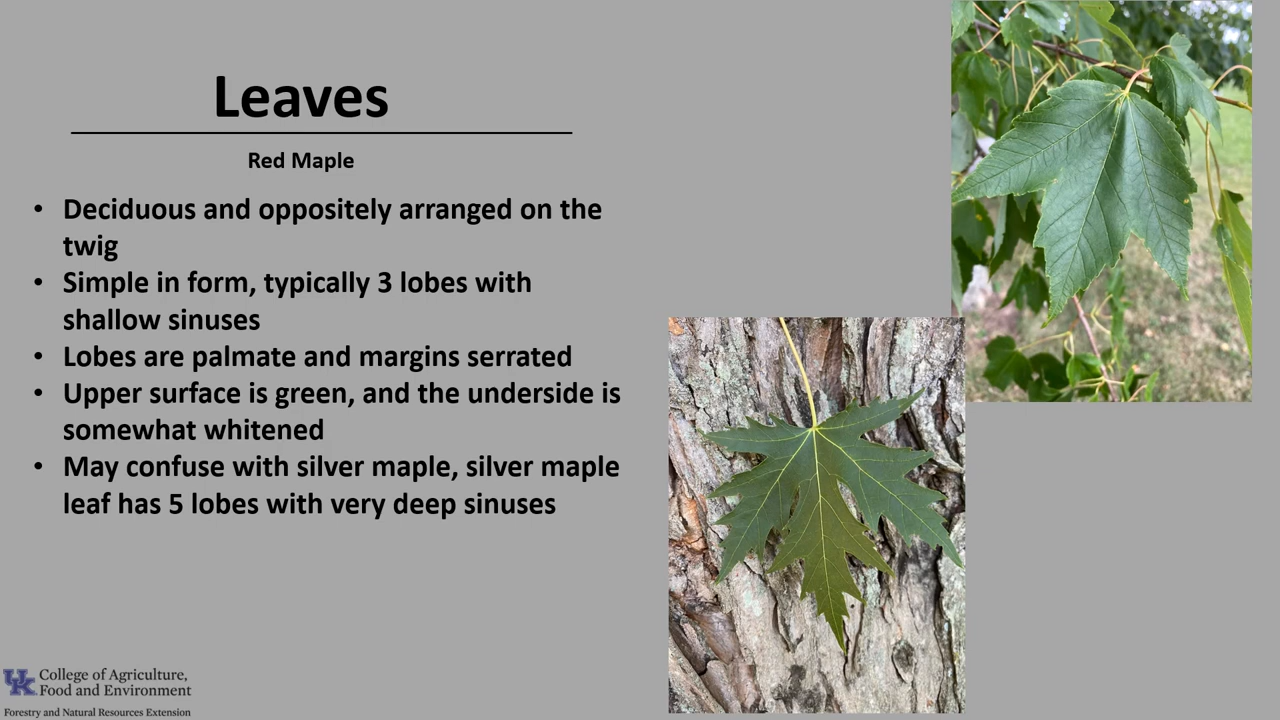 Leaves
Red Maple
• Deciduous and oppositely arranged on the
twig
• Simple in form, typically 3 lobes with
shallow sinuses
• Lobes are palmate and margins serrated
• Upper surface is green, and the underside is
somewhat whitened
• May confuse with silver maple, silver maple
leaf has 5 lobes with very deep sinuses
UK College of Agriculture,
Food and Environment
Forestry and Natural Resources Extension